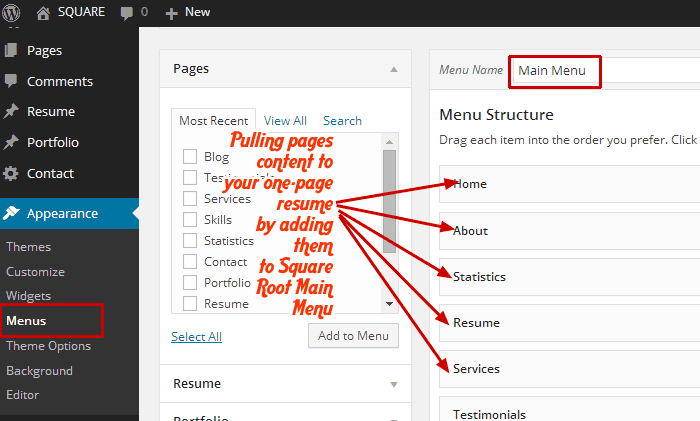 SQUARE 0 + New
Pages
Comments
Resume
Portfolio
Contact
Appearance
Themes
Customize
Widgets
Menus
Theme Options
Background
Editor
Pages
Most Recent View All Search
Blog
Testimonials
Services
Skills
Statistics
Contact
Portfolio
Resume
Pulling pages
content to
your one-page
resume
by adding
them
to Square
Root Main
Menu
Select All Add to Menu
Resume
Portfolio
Menu Name Main Menu
Menu Structure
Drag each item into the order you prefer. Click
Home
About
Statistics
Resume
Services
Testimonials